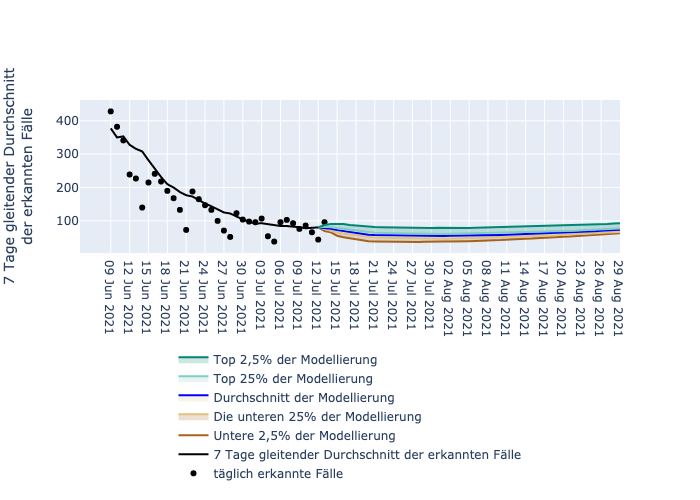 7 Tage gleitender Durchschnitt
der erkannten Fälle
400
300
200
100
09 Jun 2021
12 Jun 2021
15 Jun 2021
18 Jun 2021
21 Jun 2021
24 Jun 2021
27 Jun 2021
30 Jun 2021
03 Jul 2021
06 Jul 2021
09 Jul 2021
12 Jul 2021
15 Jul 2021
18 Jul 2021
21 Jul 2021
24 Jul 2021
27 Jul 2021
30 Jul 2021
02 Aug 2021
05 Aug 2021
08 Aug 2021
11 Aug 2021
14 Aug 2021
17 Aug 2021
20 Aug 2021
23 Aug 2021
26 Aug 2021
29 Aug 2021
Top 2,5% der Modellierung
Top 25% der Modellierung
Durchschnitt der Modellierung
Die unteren 25% der Modellierung
Untere 2,5% der Modellierung
7 Tage gleitender Durchschnitt der erkannten Fälle
täglich erkannte Fälle